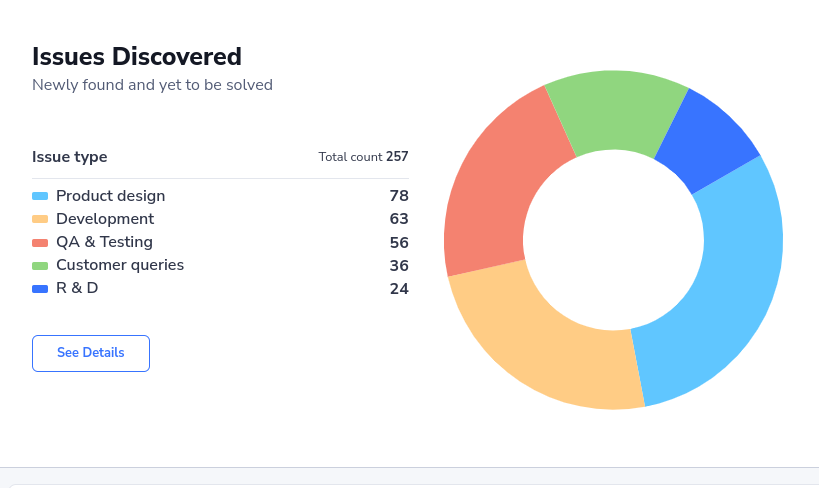 Issues Discovered
Newly found and yet to be solved
Issue type Total count 257
Product design 78
Development 63
QA & Testing 56
Customer queries 36
R & D 24
See Details